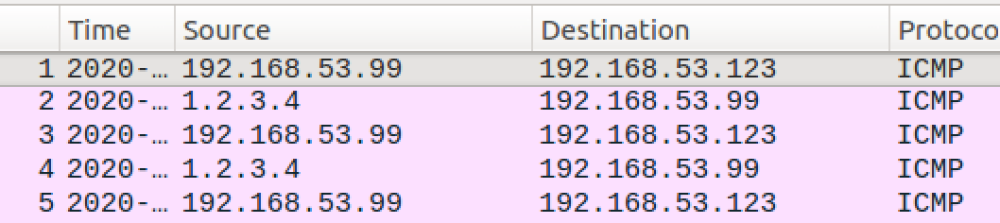 Time Source Destination Protoco
1 2020-… 192.168.53.99 192.168.53.123 ICMP
2 2020-… 1.2.3.4 192.168.53.99 ICMP
3 2020-… 192.168.53.99 192.168.53.123 ICMP
4 2020-… 1.2.3.4 192.168.53.99 ICMP
5 2020-… 192.168.53.99 192.168.53.123 ICMP